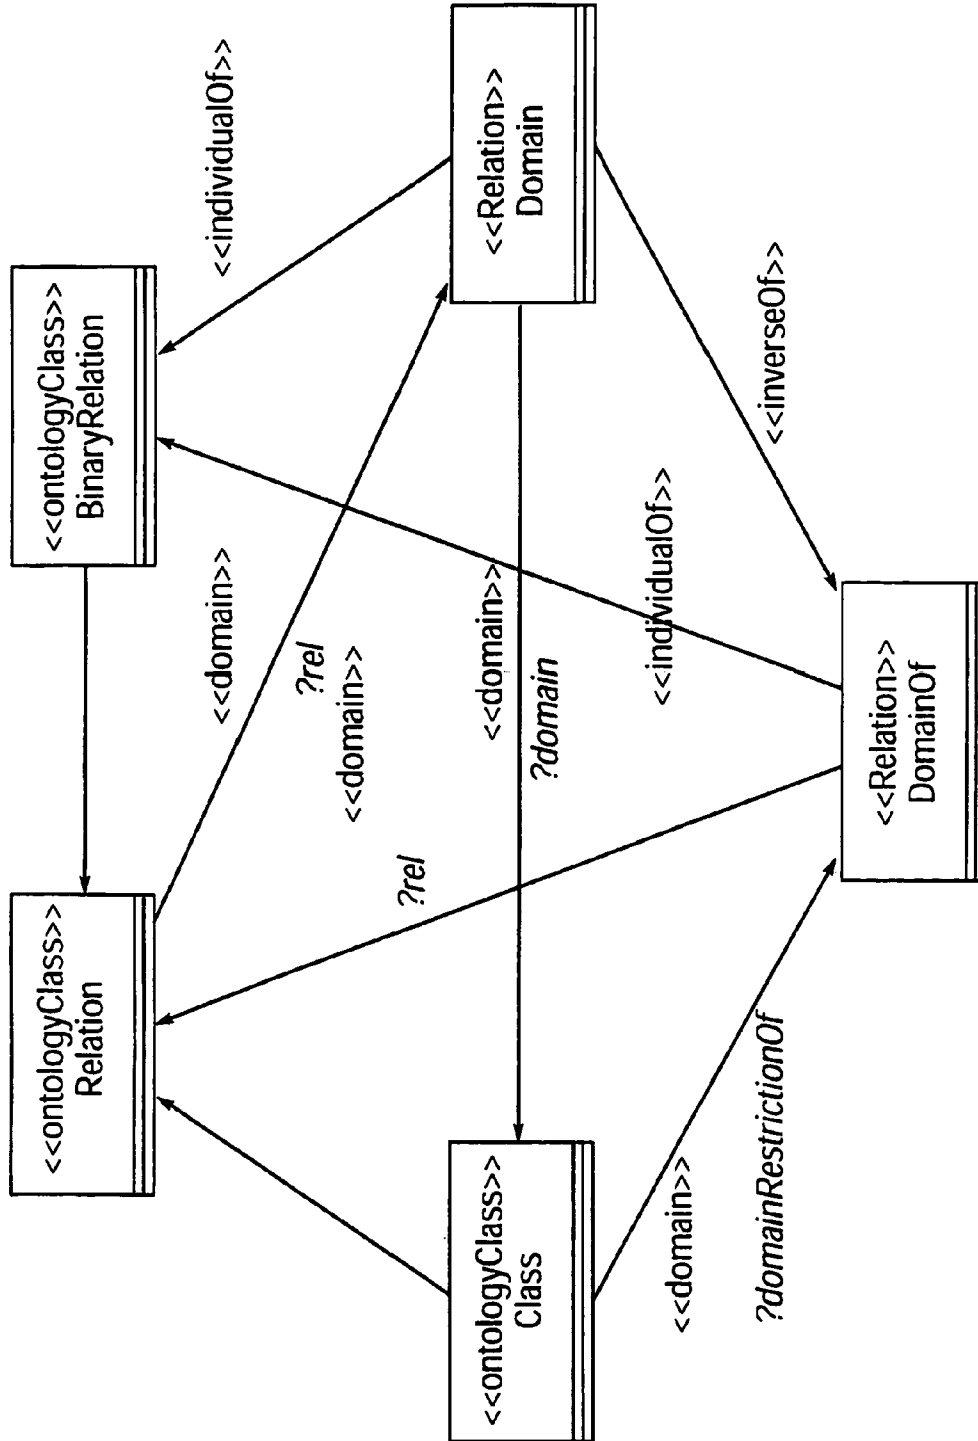 <<ontologyClass>>
Relation
<<ontologyClass>>
BinaryRelation
<<domain>>
<<individualOf>>
?rel
<<domain>>
?rel
<<ontologyClass>>
Class
<<domain>>
?domain
<<Relation>>
Domain
<<individualOf>>
<<domain>>
?domainRestrictionOf
<<inverseOf>>
<<Relation>>
DomainOf